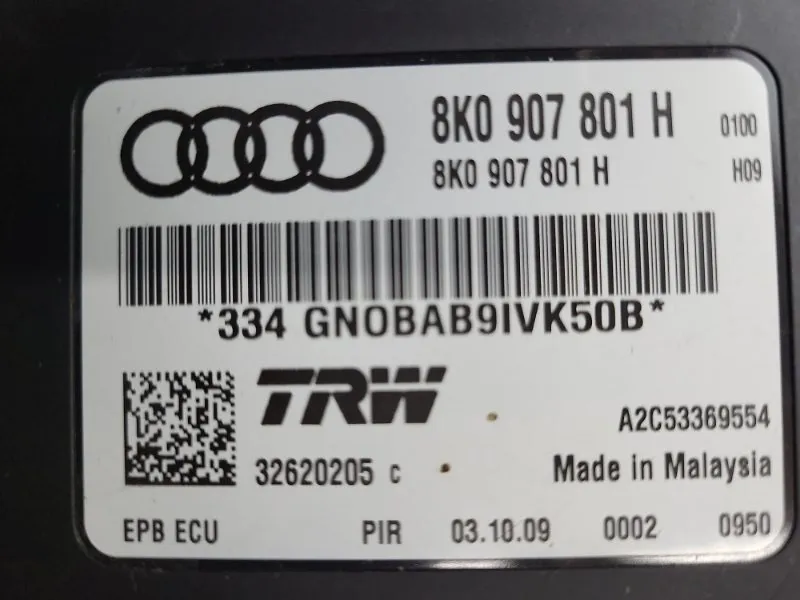 8K0 907 801 H 0100
8K0 907 801 H H09
*334 GNOBAB9IVK50B*
TRW
A2C53369554
32620205 C Made in Malaysia
EPB ECU PIR 03.10.09 0002 0950